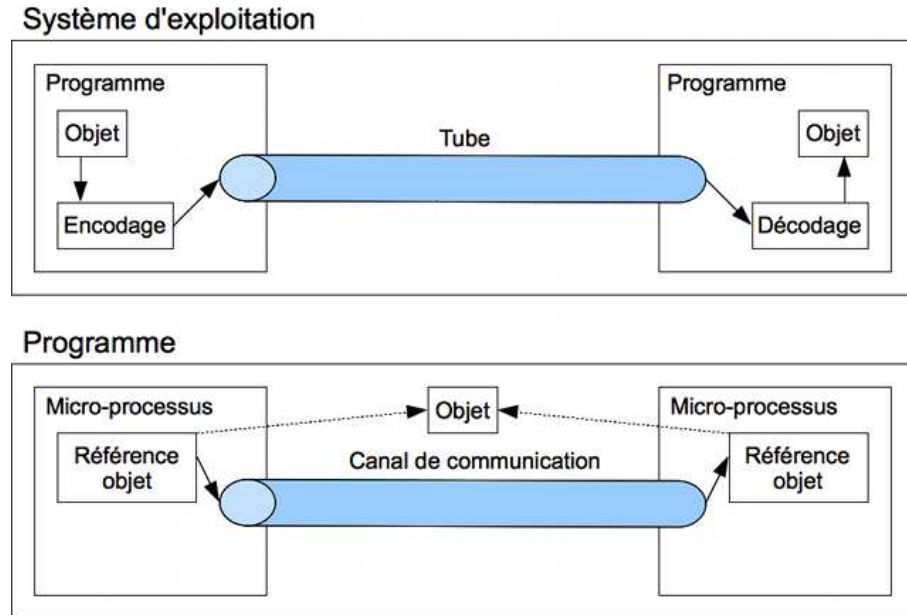 Système d'exploitation
Programme
Programme
Objet
Tube
Objet
Encodage
Décodage
Programme
Micro-processus
Objet
Micro-processus
Référence
objet
Canal de communication
Référence
objet